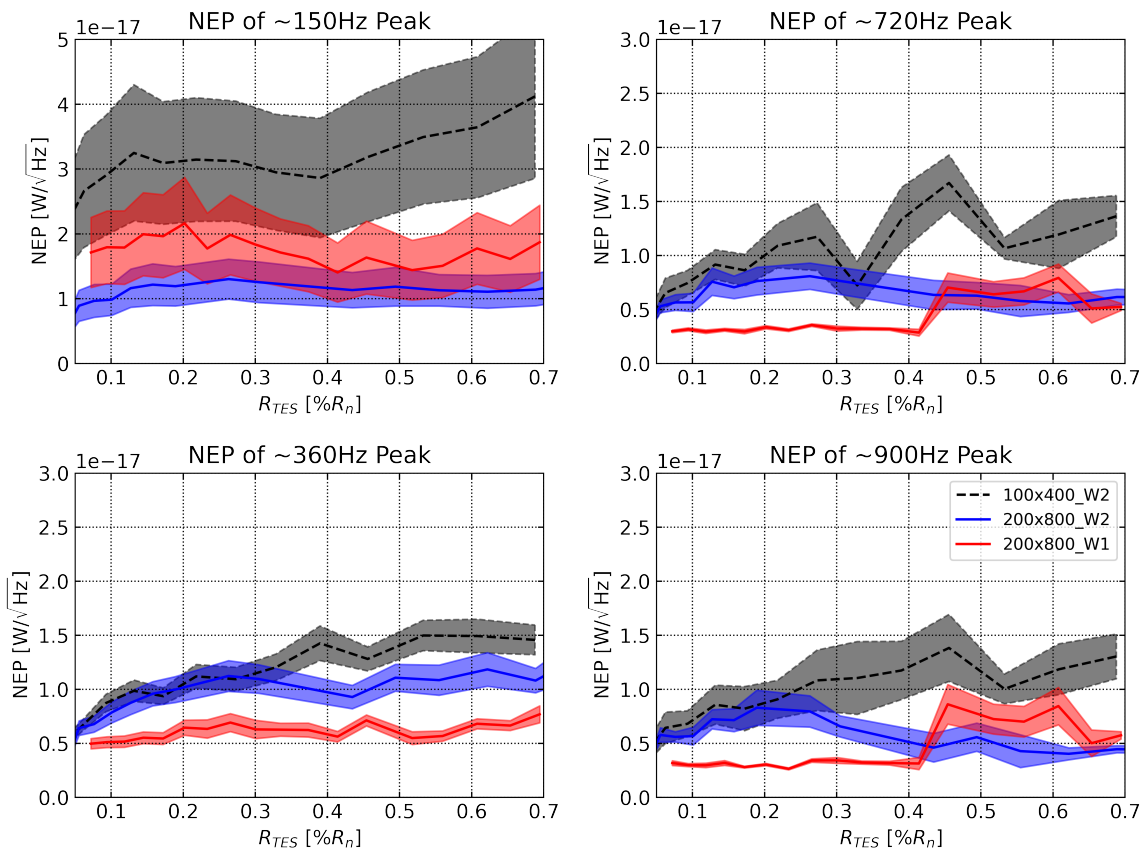 NEP of ~150Hz Peak
1e−17
5
4
3
2
1
0
NEP [W/√Hz]
0.1 0.2 0.3 0.4 0.5 0.6 0.7
R_TES [%R_n]
NEP of ~720Hz Peak
1e−17
3.0
2.5
2.0
1.5
1.0
0.5
0.0
NEP [W/√Hz]
0.1 0.2 0.3 0.4 0.5 0.6 0.7
R_TES [%R_n]
NEP of ~360Hz Peak
1e−17
3.0
2.5
2.0
1.5
1.0
0.5
0.0
NEP [W/√Hz]
0.1 0.2 0.3 0.4 0.5 0.6 0.7
R_TES [%R_n]
NEP of ~900Hz Peak
1e−17
3.0
2.5
2.0
1.5
1.0
0.5
0.0
NEP [W/√Hz]
100x400_W2
200x800_W2
200x800_W1
0.1 0.2 0.3 0.4 0.5 0.6 0.7
R_TES [%R_n]